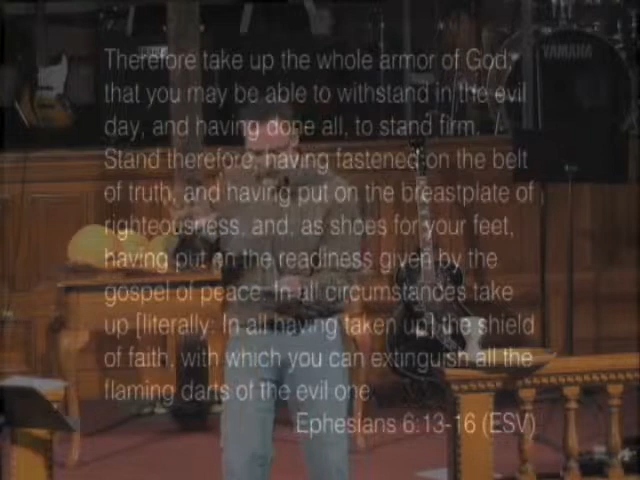 Therefore take up the whole armor of God,
that you may be able to withstand in the evil
day, and having done all, to stand firm.
Stand therefore, having fastened on the belt
of truth, and having put on the breastplate of
righteousness, and, as shoes for your feet,
having put on the readiness given by the
gospel of peace. In all circumstances take
up [literally: In all having taken up] the shield
of faith, with which you can extinguish all the
flaming darts of the evil one
Ephesians 6:13-16 (ESV)
YAMAHA